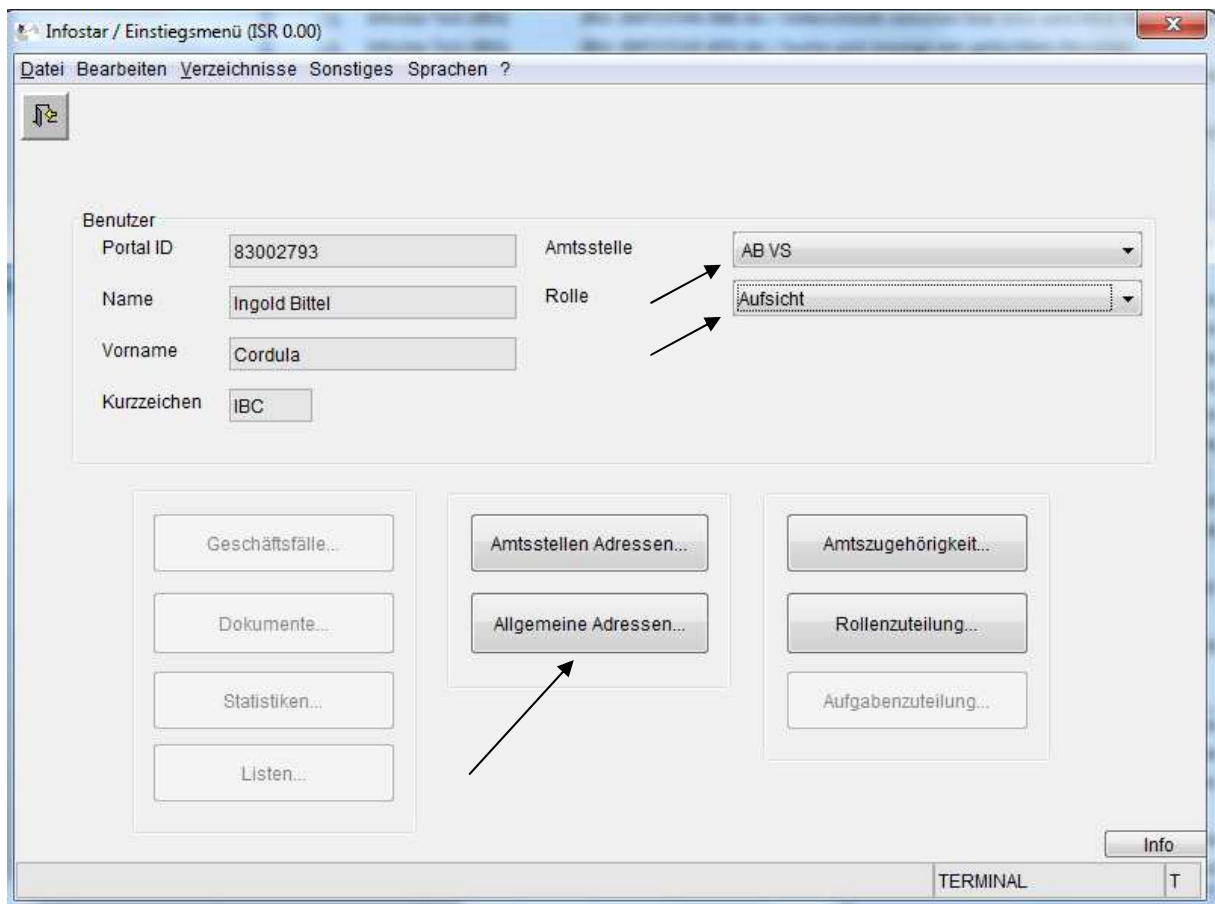 Infostar / Einstiegsmenü (ISR 0.00)
Datei Bearbeiten Verzeichnisse Sonstiges Sprachen ?
Benutzer
Portal ID 83002793 Amtsstelle AB VS
Name Ingold Bittel Rolle Aufsicht
Vorname Cordula
Kurzzeichen IBC
Geschäftsfälle... Amtsstellen Adressen... Amtszugehörigkeit...
Dokumente... Allgemeine Adressen... Rollenzuteilung...
Statistiken... Aufgabenzuteilung...
Listen...
Info
TERMINAL T